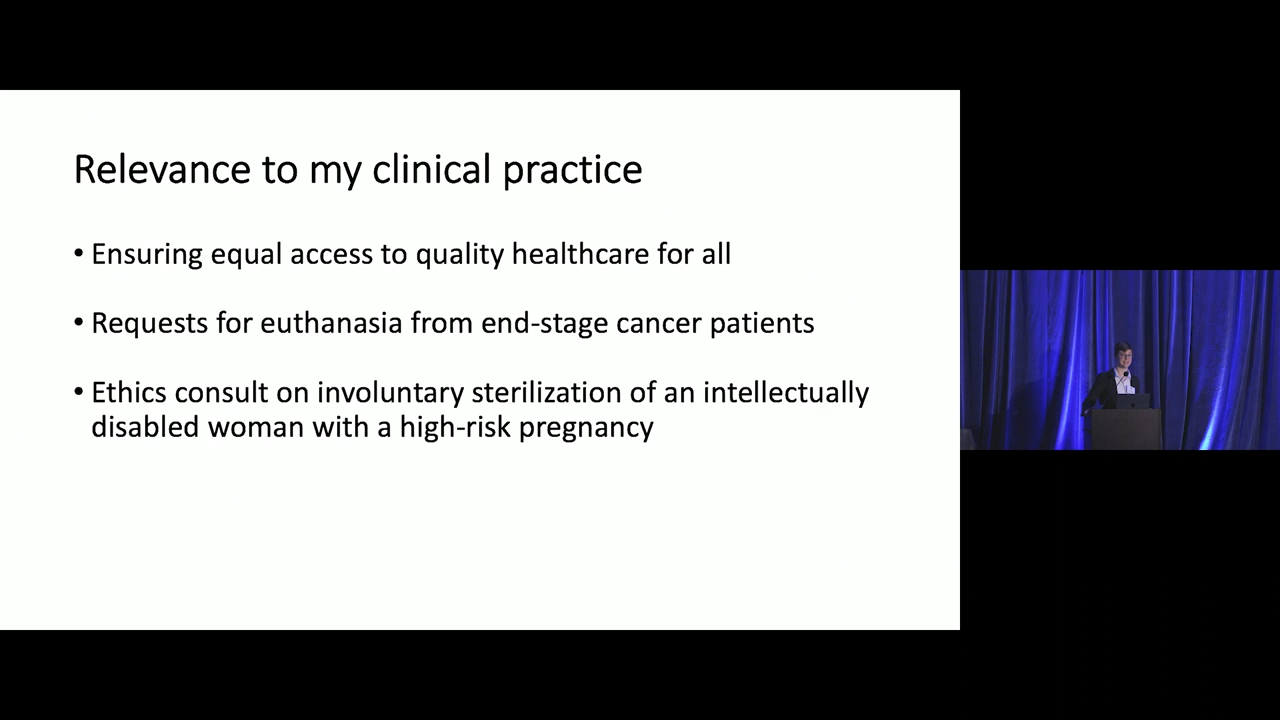 Relevance to my clinical practice
• Ensuring equal access to quality healthcare for all
• Requests for euthanasia from end-stage cancer patients
• Ethics consult on involuntary sterilization of an intellectually
disabled woman with a high-risk pregnancy